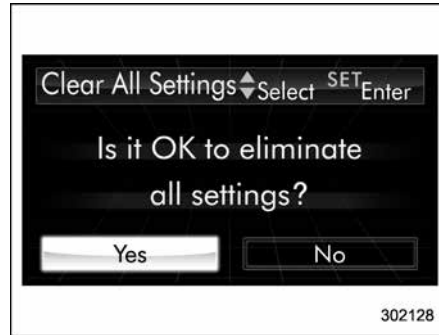 Clear All Settings Select SET Enter
Is it OK to eliminate
all settings?
Yes No
302128